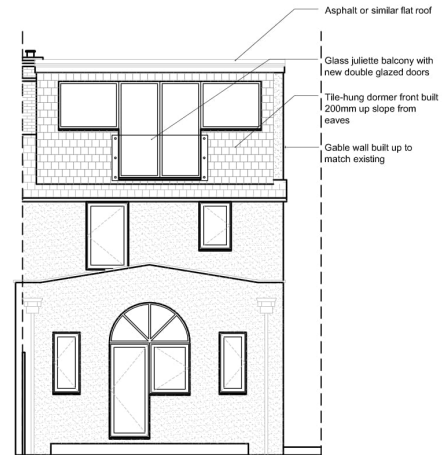 Asphalt or similar flat roof
Glass juliette balcony with
new double glazed doors
Tile-hung dormer front built
200mm up slope from
eaves
Gable wall built up to
match existing